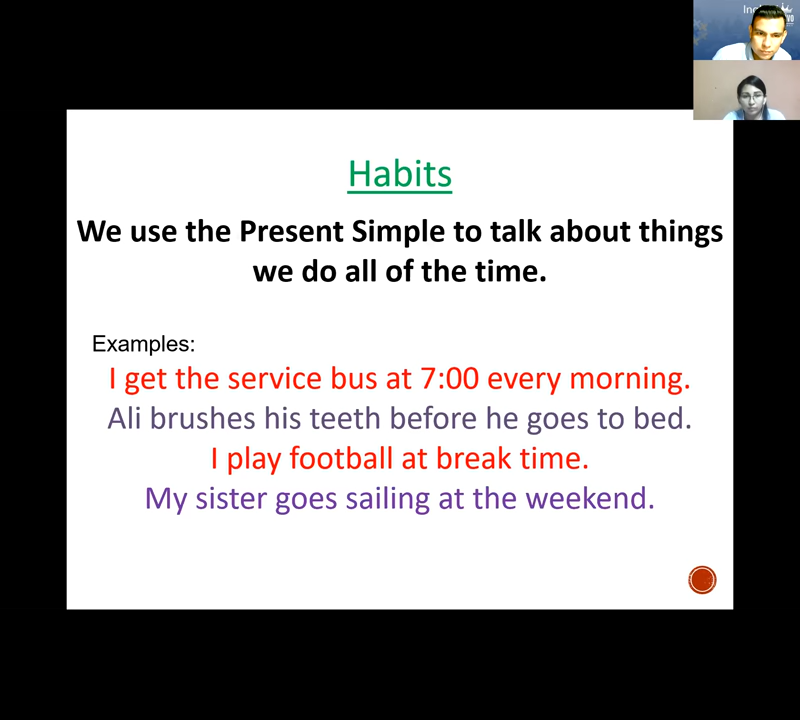 Habits
We use the Present Simple to talk about things
we do all of the time.
Examples:
I get the service bus at 7:00 every morning.
Ali brushes his teeth before he goes to bed.
I play football at break time.
My sister goes sailing at the weekend.